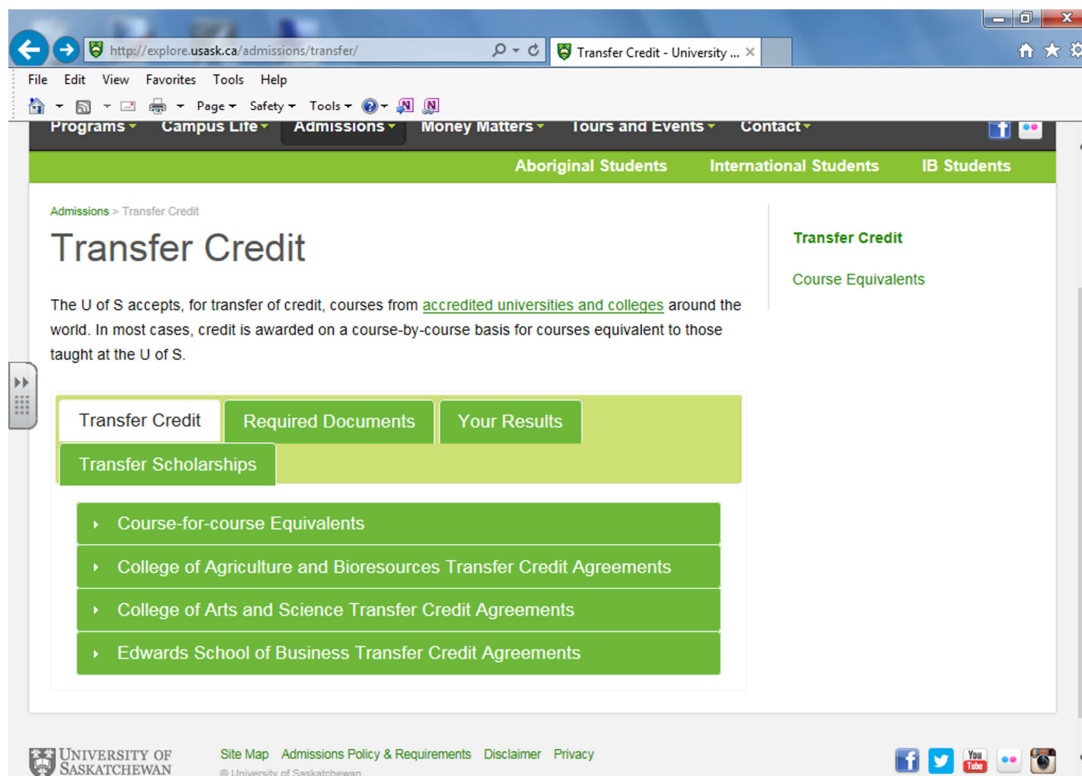 http://explore.usask.ca/admissions/transfer/
Transfer Credit - University ...
File Edit View Favorites Tools Help
Page Safety Tools
Programs Campus Life Admissions Money Matters Tours and Events Contact
Aboriginal Students International Students IB Students
Admissions > Transfer Credit
Transfer Credit
The U of S accepts, for transfer of credit, courses from accredited universities and colleges around the
world. In most cases, credit is awarded on a course-by-course basis for courses equivalent to those
taught at the U of S.
Transfer Credit
Course Equivalents
Transfer Credit Required Documents Your Results
Transfer Scholarships
Course-for-course Equivalents
College of Agriculture and Bioresources Transfer Credit Agreements
College of Arts and Science Transfer Credit Agreements
Edwards School of Business Transfer Credit Agreements
UNIVERSITY OF
SASKATCHEWAN
Site Map Admissions Policy & Requirements Disclaimer Privacy
© University of Saskatchewan
You
Tube